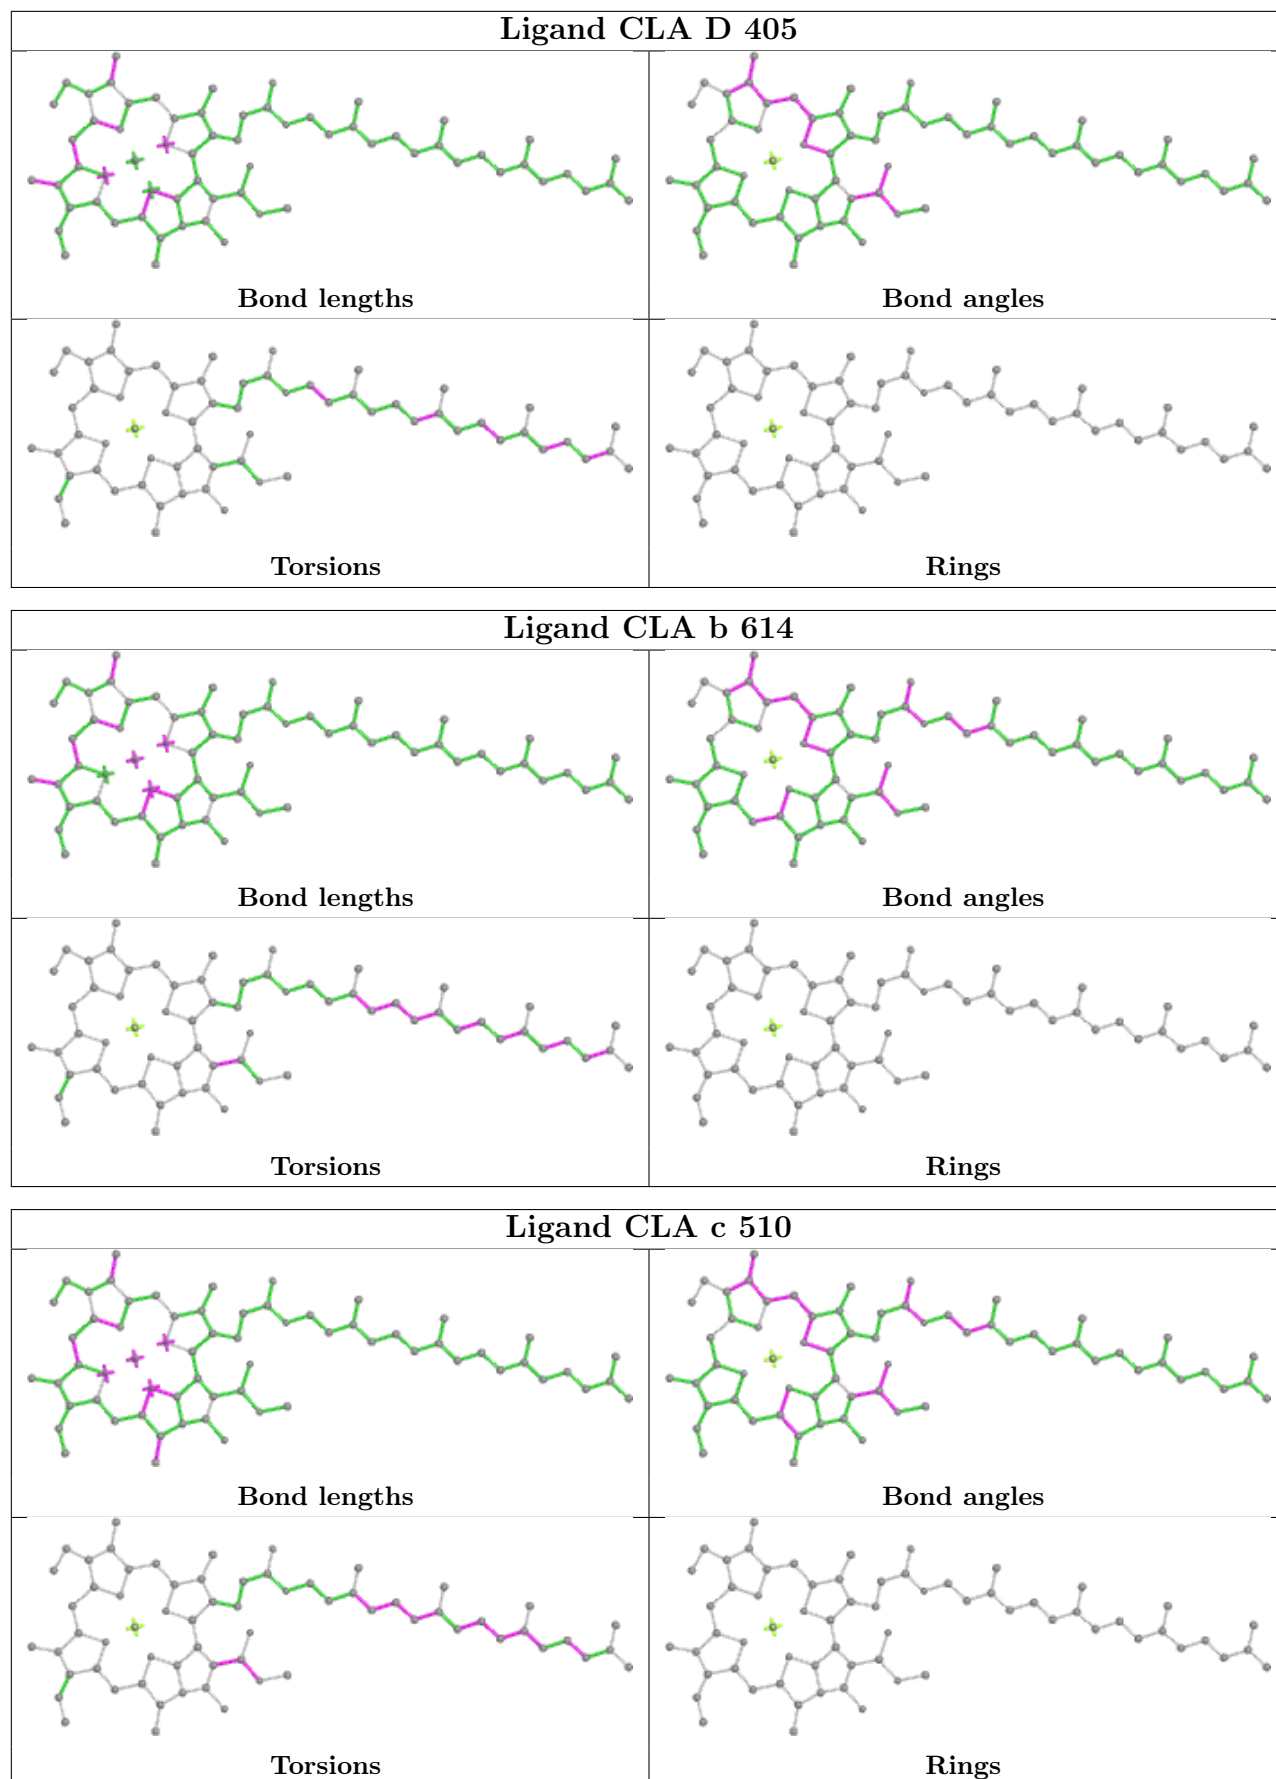 Ligand CLA D 405
Bond lengths
Bond angles
Torsions
Rings
Ligand CLA b 614
Bond lengths
Bond angles
Torsions
Rings
Ligand CLA c 510
Bond lengths
Bond angles
Torsions
Rings